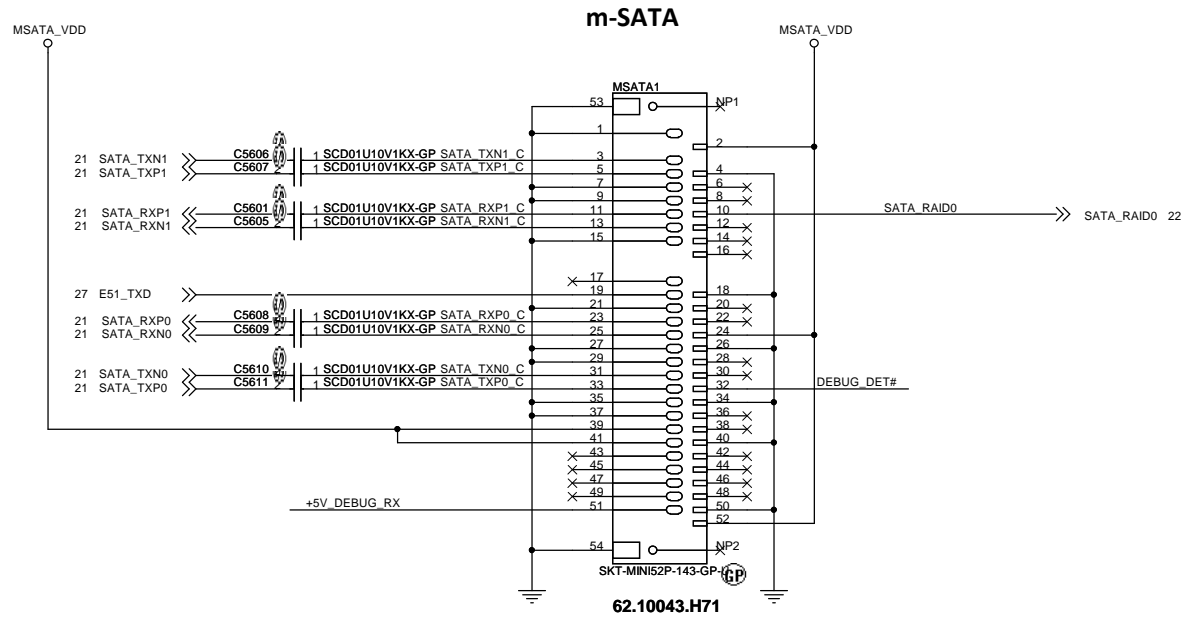 m-SATA
MSATA_VDD
MSATA_VDD
MSATA1
53
NP1
1
2
21 SATA_TXN1 C5606 1 SCD01U10V1KX-GP SATA_TXN1_C 3
21 SATA_TXP1 C5607 2 1 SCD01U10V1KX-GP SATA_TXP1_C 5
4
7
6
9
8
21 SATA_RXP1 C5601 1 SCD01U10V1KX-GP SATA_RXP1_C 11
10 SATA_RAID0 SATA_RAID0 22
21 SATA_RXN1 C5605 2 1 SCD01U10V1KX-GP SATA_RXN1_C 13
12
15
14
16
17
27 E51_TXD 19
18
21
20
21 SATA_RXP0 C5608 1 SCD01U10V1KX-GP SATA_RXP0_C 23
22
21 SATA_RXN0 C5609 2 1 SCD01U10V1KX-GP SATA_RXN0_C 25
24
27
26
29
28
21 SATA_TXN0 C5610 1 SCD01U10V1KX-GP SATA_TXN0_C 31
30
21 SATA_TXP0 C5611 2 1 SCD01U10V1KX-GP SATA_TXP0_C 33
32 DEBUG_DET#
35
34
37
36
39
38
41
40
43
42
45
44
47
46
49
48
+5V_DEBUG_RX 51
50
52
54
NP2
SKT-MINI52P-143-GP-U
GP
62.10043.H71